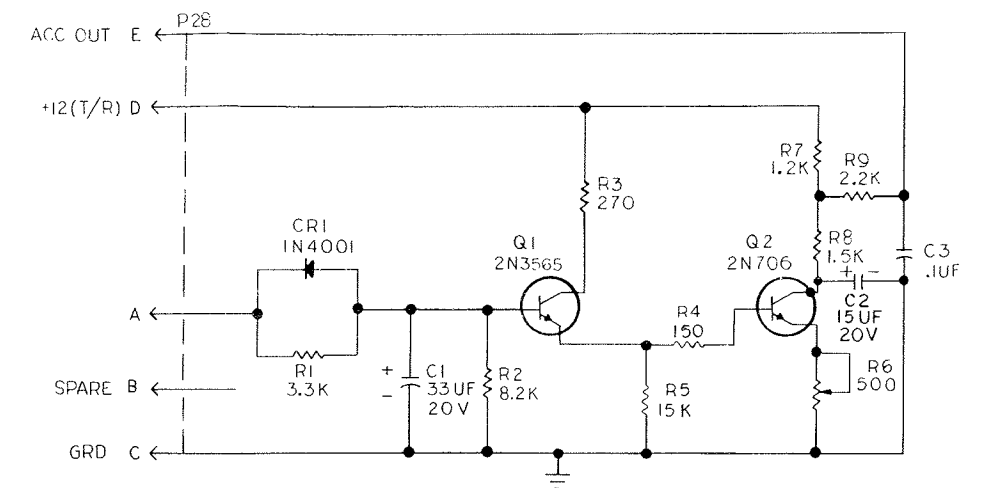 P28
ACC OUT E
+12(T/R) D
R7
1.2K
R9
2.2K
R3
270
CR1
1N4001
Q1
2N3565
Q2
2N706
R8
1.5K
C3
.1UF
+ -
C2
15UF
20V
A
R4
150
R1
3.3K
+
-
C1
33UF
20V
R2
8.2K
R5
15K
R6
500
SPARE B
GRD C